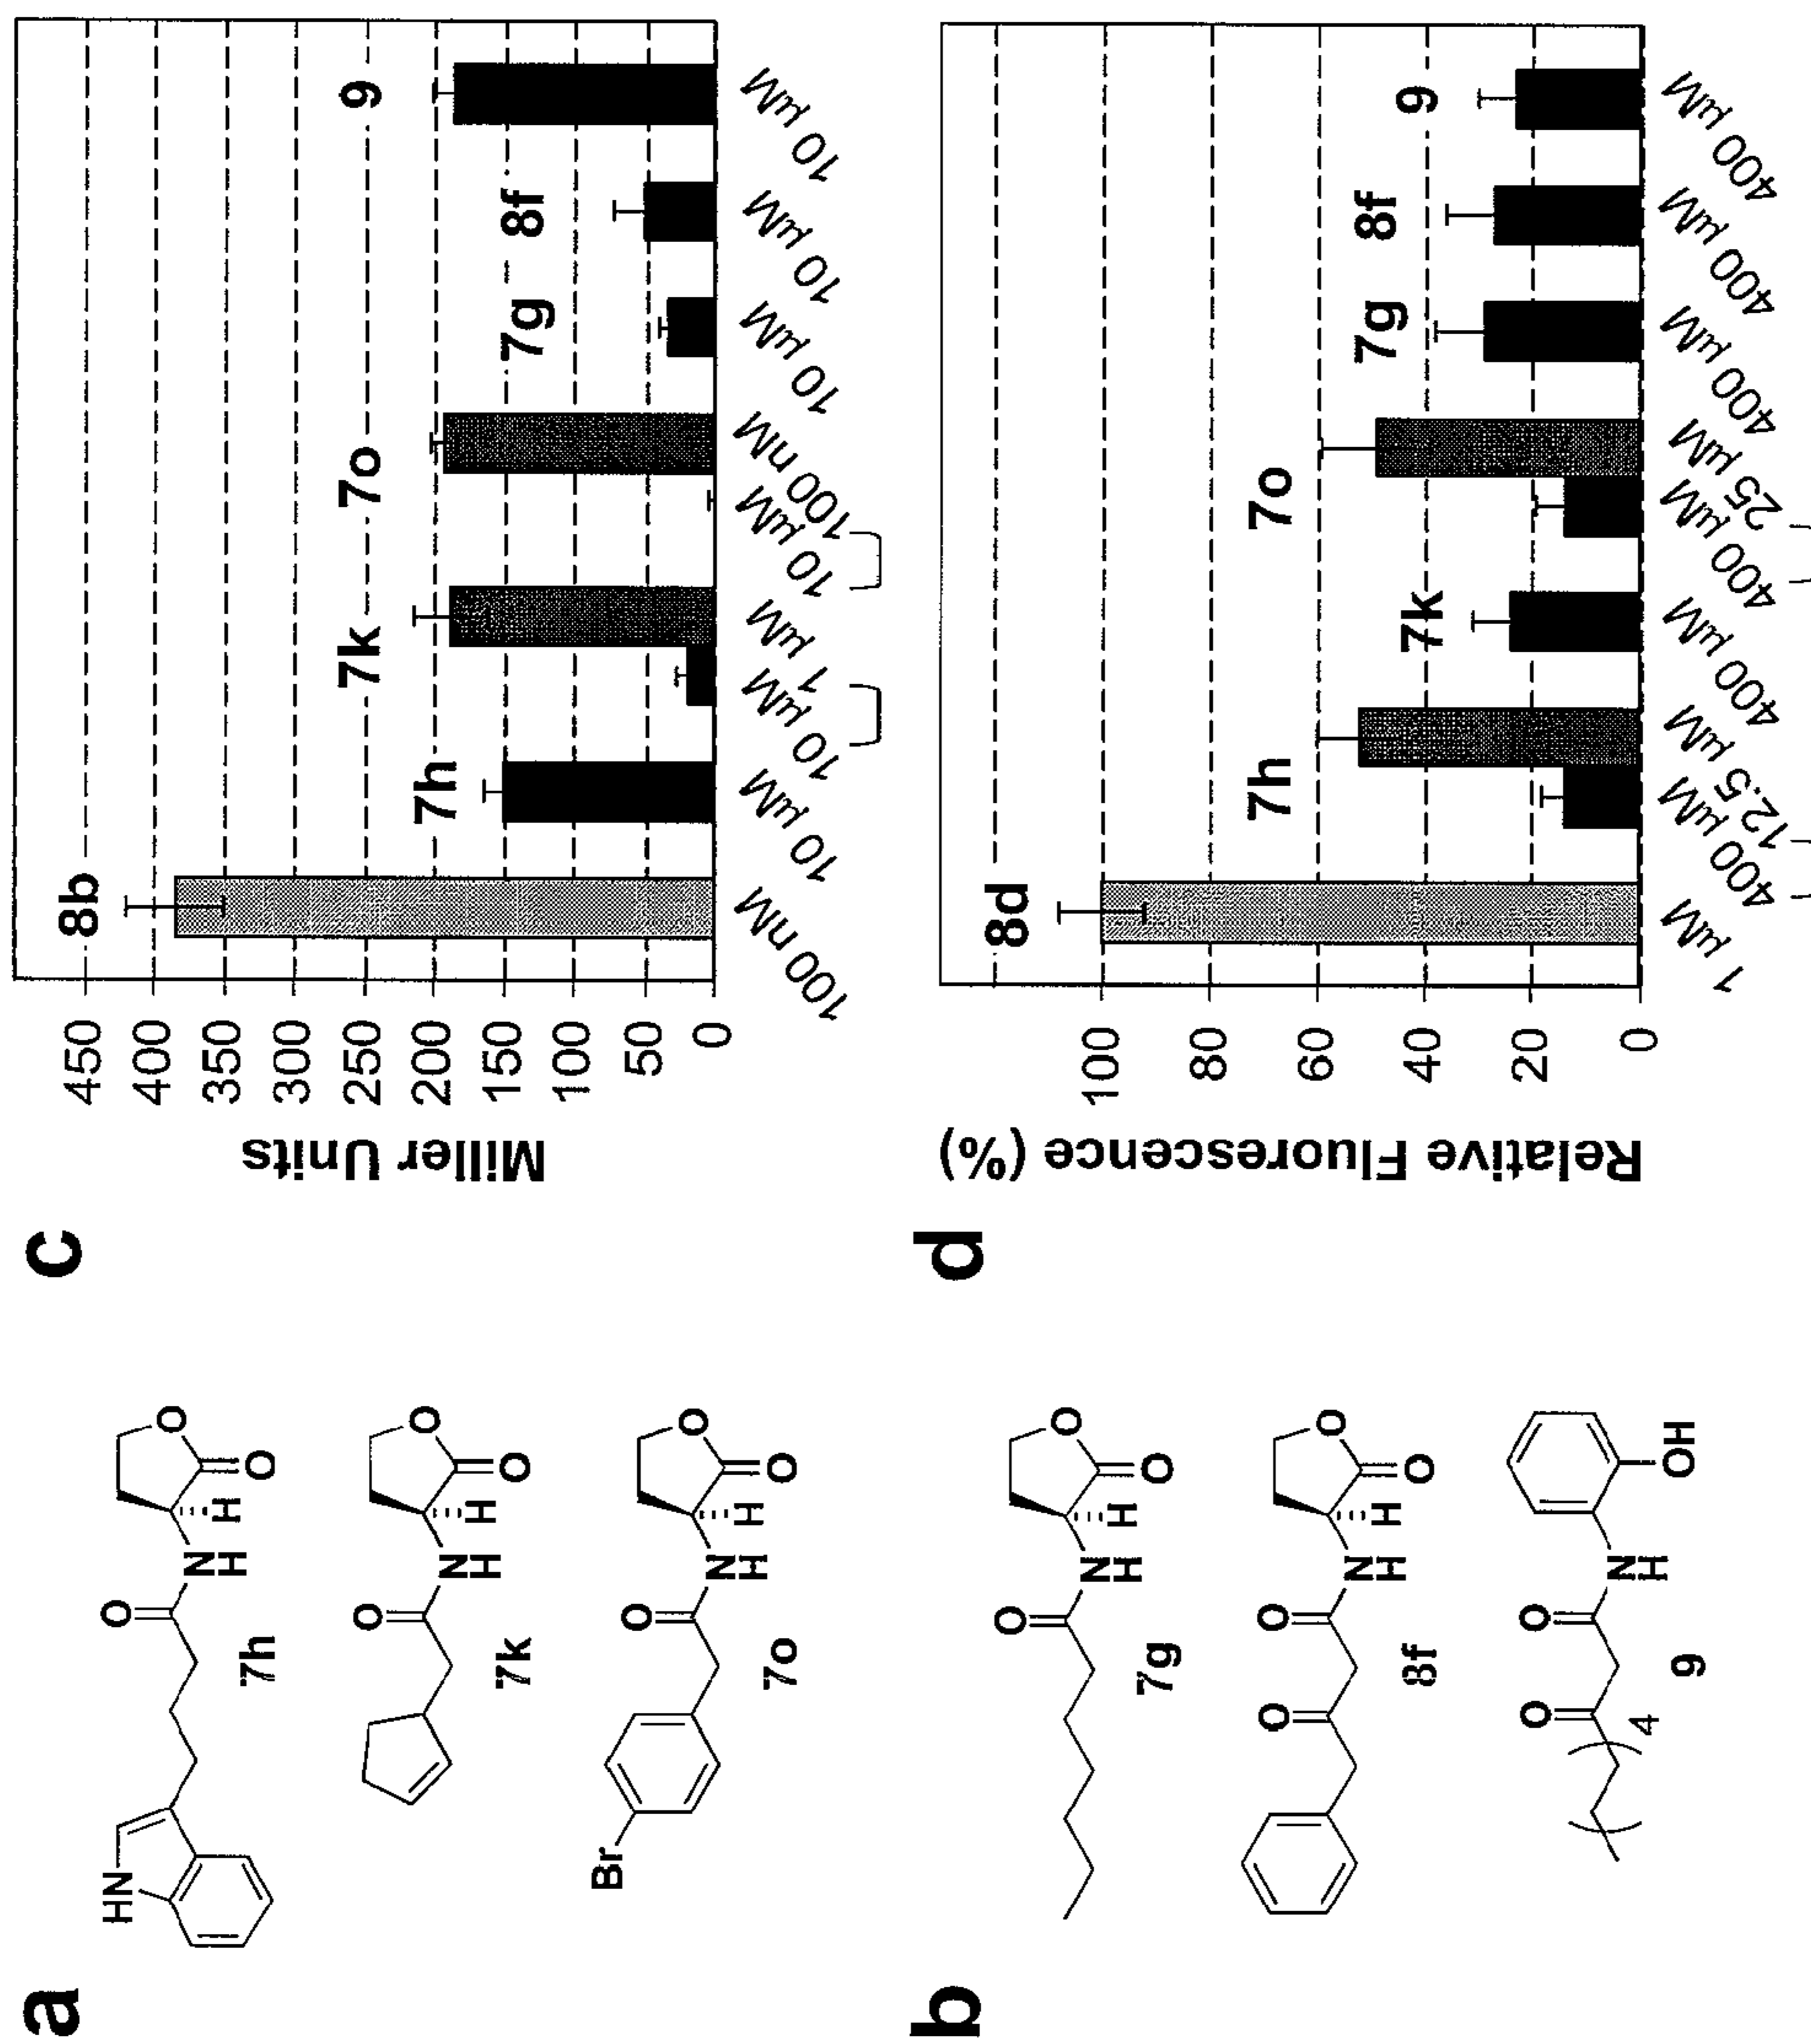 a
HN
O
N
H
H
O
O
7h
O
N
H
H
O
O
7k
Br
O
N
H
H
O
O
7o
b
O
N
H
H
O
O
7g
O
O
N
H
H
O
O
8f
O
O
N
H
OH
4
9
c
Miller Units
450
400
350
300
250
200
150
100
50
0
8b
7h
7k
7o
7g
8f
9
100 nM
10 µM
10 µM
1 µM
10 µM
100 nM
10 µM
10 µM
10 µM
d
Relative Fluorescence (%)
100
80
60
40
20
0
8d
7h
7k
7o
7g
8f
9
1 µM
400 µM
12.5 µM
400 µM
400 µM
25 µM
400 µM
400 µM
400 µM